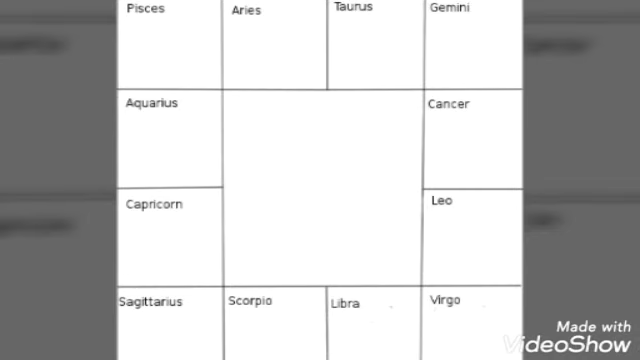 Pisces Aries Taurus Gemini
Aquarius Cancer
Capricorn Leo
Sagittarius Scorpio Libra Virgo
Made with
VideoShow